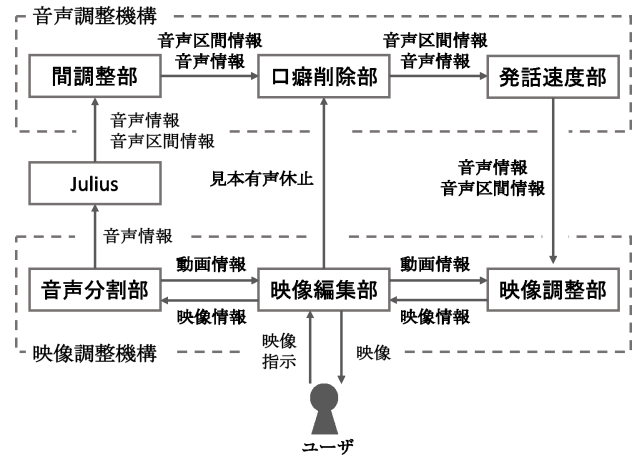 音声調整機構
音声区間情報
音声情報
音声区間情報
音声情報
間調整部
口癖削除部
発話速度部
音声情報
音声区間情報
見本有声休止
音声情報
音声区間情報
Julius
音声情報
動画情報
動画情報
音声分割部
映像編集部
映像調整部
映像情報
映像情報
映像調整機構
映像
指示
映像
ユーザ